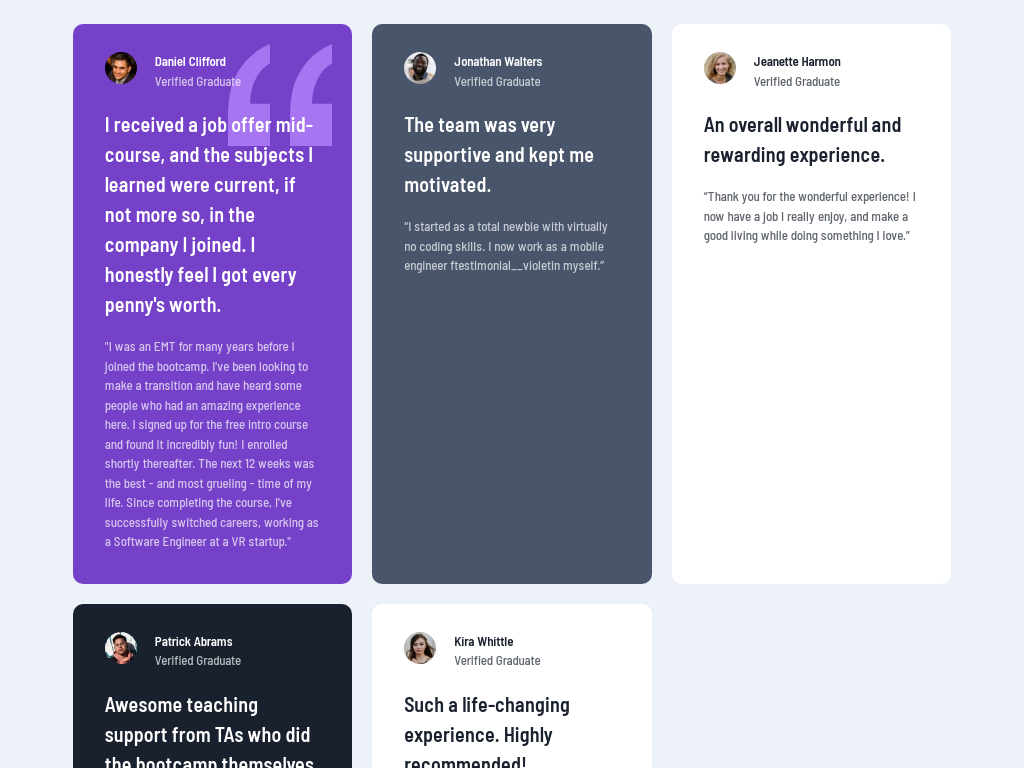 Daniel Clifford
Verified Graduate
I received a job offer mid-
course, and the subjects I
learned were current, if
not more so, in the
company I joined. I
honestly feel I got every
penny's worth.
"I was an EMT for many years before I
joined the bootcamp. I've been looking to
make a transition and have heard some
people who had an amazing experience
here. I signed up for the free intro course
and found it incredibly fun! I enrolled
shortly thereafter. The next 12 weeks was
the best - and most grueling - time of my
life. Since completing the course, I've
successfully switched careers, working as
a Software Engineer at a VR startup."
Jonathan Walters
Verified Graduate
The team was very
supportive and kept me
motivated.
“I started as a total newbie with virtually
no coding skills. I now work as a mobile
engineer ftestimonial__violetin myself.”
Jeanette Harmon
Verified Graduate
An overall wonderful and
rewarding experience.
“Thank you for the wonderful experience! I
now have a job I really enjoy, and make a
good living while doing something I love.”
Patrick Abrams
Verified Graduate
Awesome teaching
support from TAs who did
the bootcamp themselves
Kira Whittle
Verified Graduate
Such a life-changing
experience. Highly
recommended!